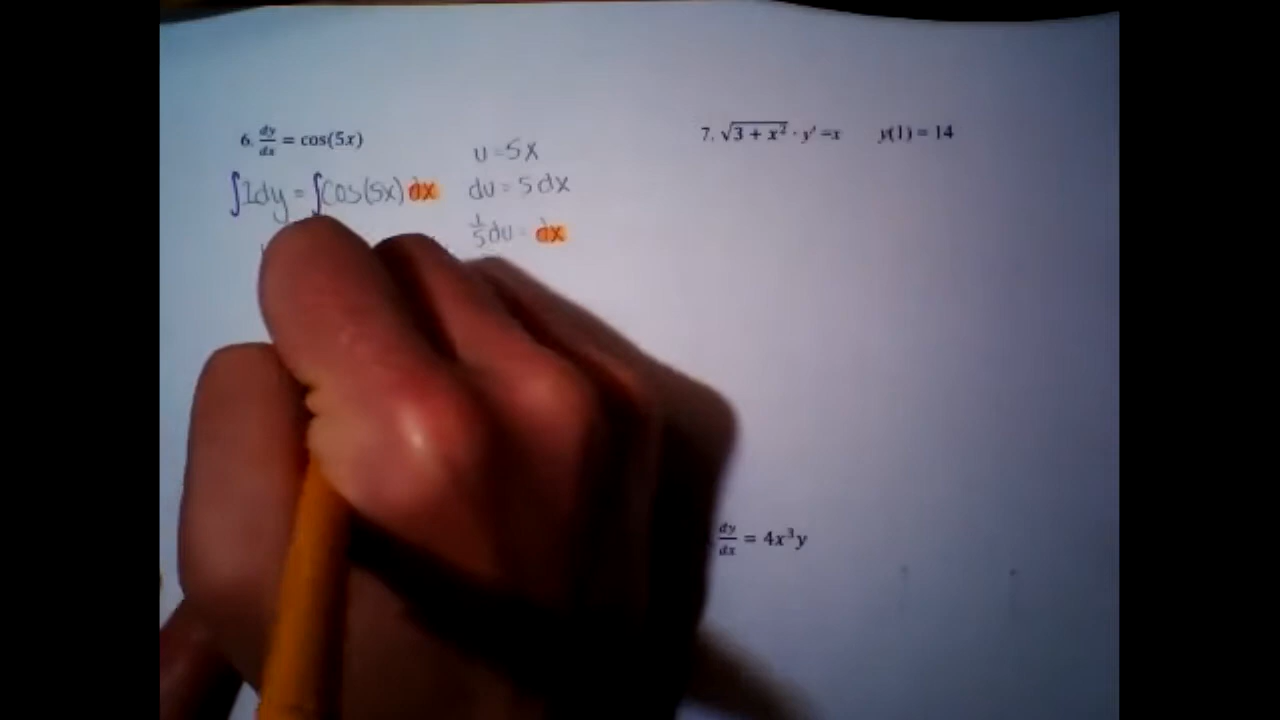 6. dy/dx = cos(5x)
∫1dy = ∫cos(5x)dx
u = 5x
du = 5dx
1/5 du = dx
7. √3 + x² · y' = x y(1) = 14
dy/dx = 4x³y